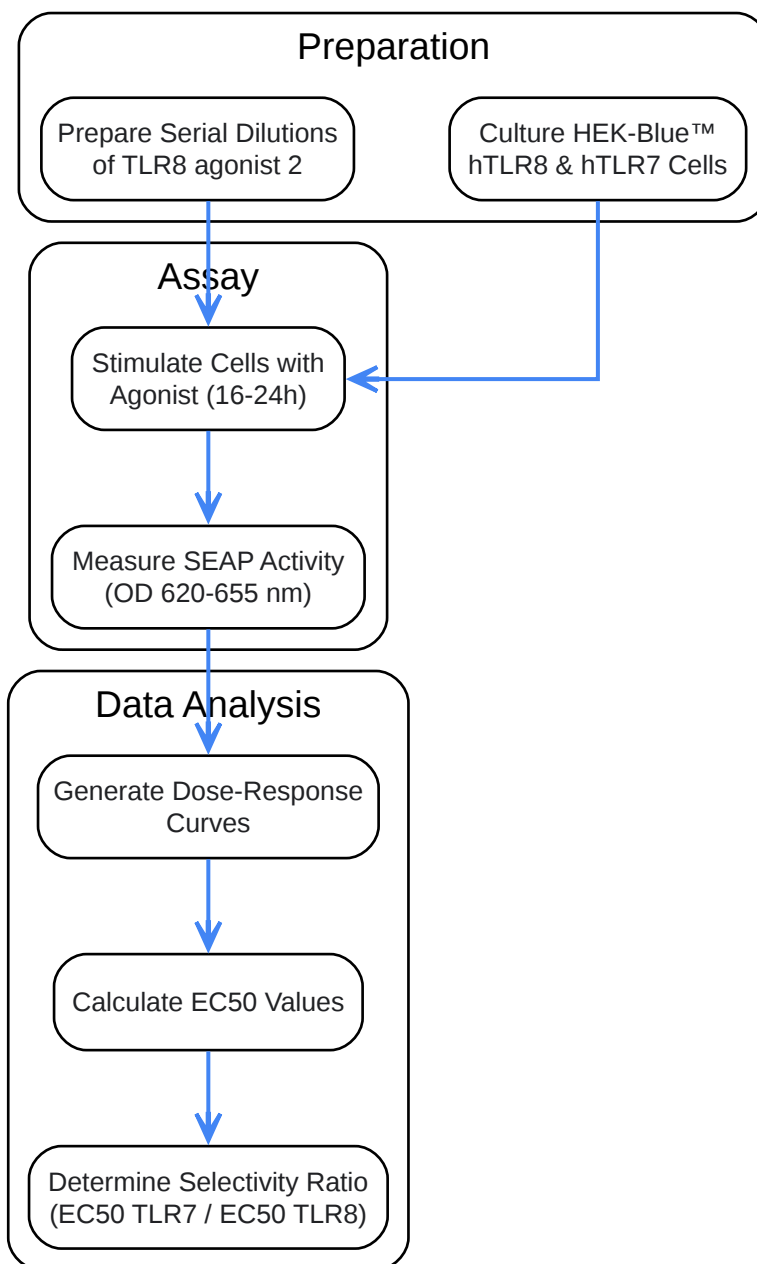 Preparation
Prepare Serial Dilutions
of TLR8 agonist 2
Culture HEK-Blue™
hTLR8 & hTLR7 Cells
Assay
Stimulate Cells with
Agonist (16-24h)
Measure SEAP Activity
(OD 620-655 nm)
Data Analysis
Generate Dose-Response
Curves
Calculate EC50 Values
Determine Selectivity Ratio
(EC50 TLR7 / EC50 TLR8)